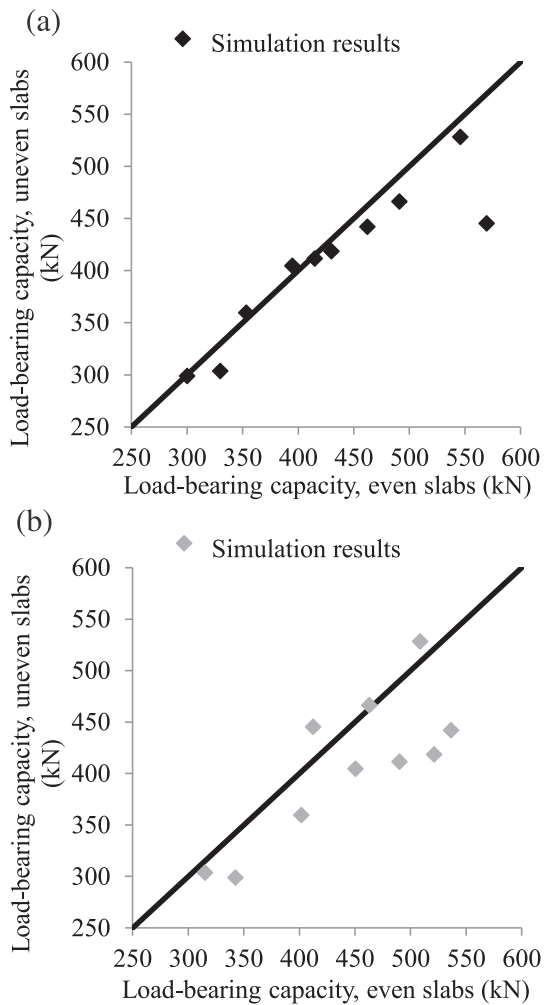 (a)
Simulation results
Load-bearing capacity, uneven slabs
(kN)
600
550
500
450
400
350
300
250
250 300 350 400 450 500 550 600
Load-bearing capacity, even slabs (kN)
(b)
Simulation results
Load-bearing capacity, uneven slabs
(kN)
600
550
500
450
400
350
300
250
250 300 350 400 450 500 550 600
Load-bearing capacity, even slabs (kN)